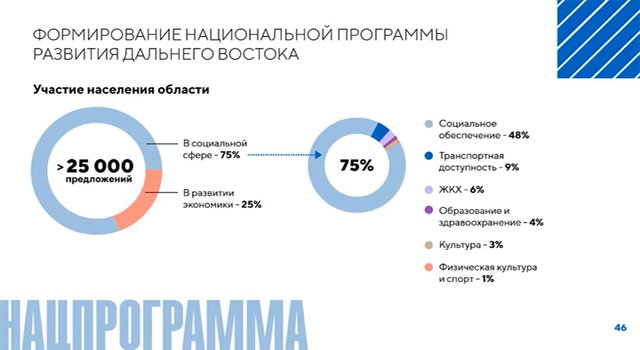 ФОРМИРОВАНИЕ НАЦИОНАЛЬНОЙ ПРОГРАММЫ
РАЗВИТИЯ ДАЛЬНЕГО ВОСТОКА
Участие населения области
> 25 000
предложений
В социальной
сфере - 75%
В развитии
экономики - 25%
75%
Социальное
обеспечение - 48%
Транспортная
доступность - 9%
ЖКХ - 6%
Образование и
здравоохранение - 4%
Культура - 3%
Физическая культура
и спорт - 1%
НАЦПРОГРАММА
46